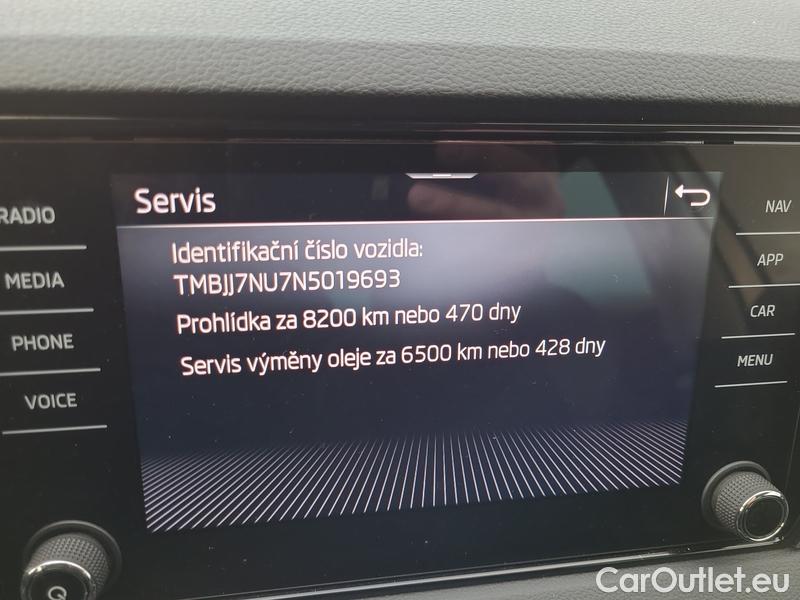 Servis
RADIO
MEDIA
PHONE
VOICE
Identifikační číslo vozidla:
TMBJJ7NU7N5019693
Prohlídka za 8200 km nebo 470 dny
Servis výměny oleje za 6500 km nebo 428 dny
NAV
APP
CAR
MENU
CarOutlet.eu